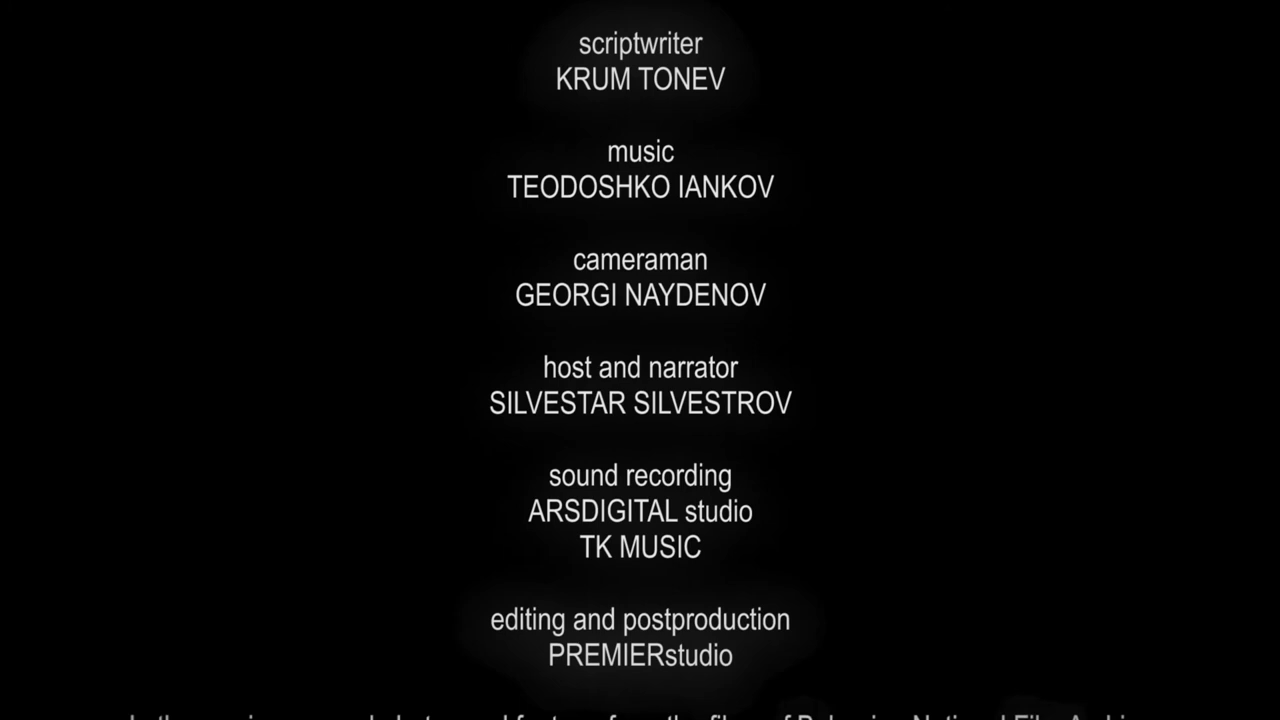 scriptwriter
KRUM TONEV
music
TEODOSHKO IANKOV
cameraman
GEORGI NAYDENOV
host and narrator
SILVESTAR SILVESTROV
sound recording
ARSDIGITAL studio
TK MUSIC
editing and postproduction
PREMIERstudio